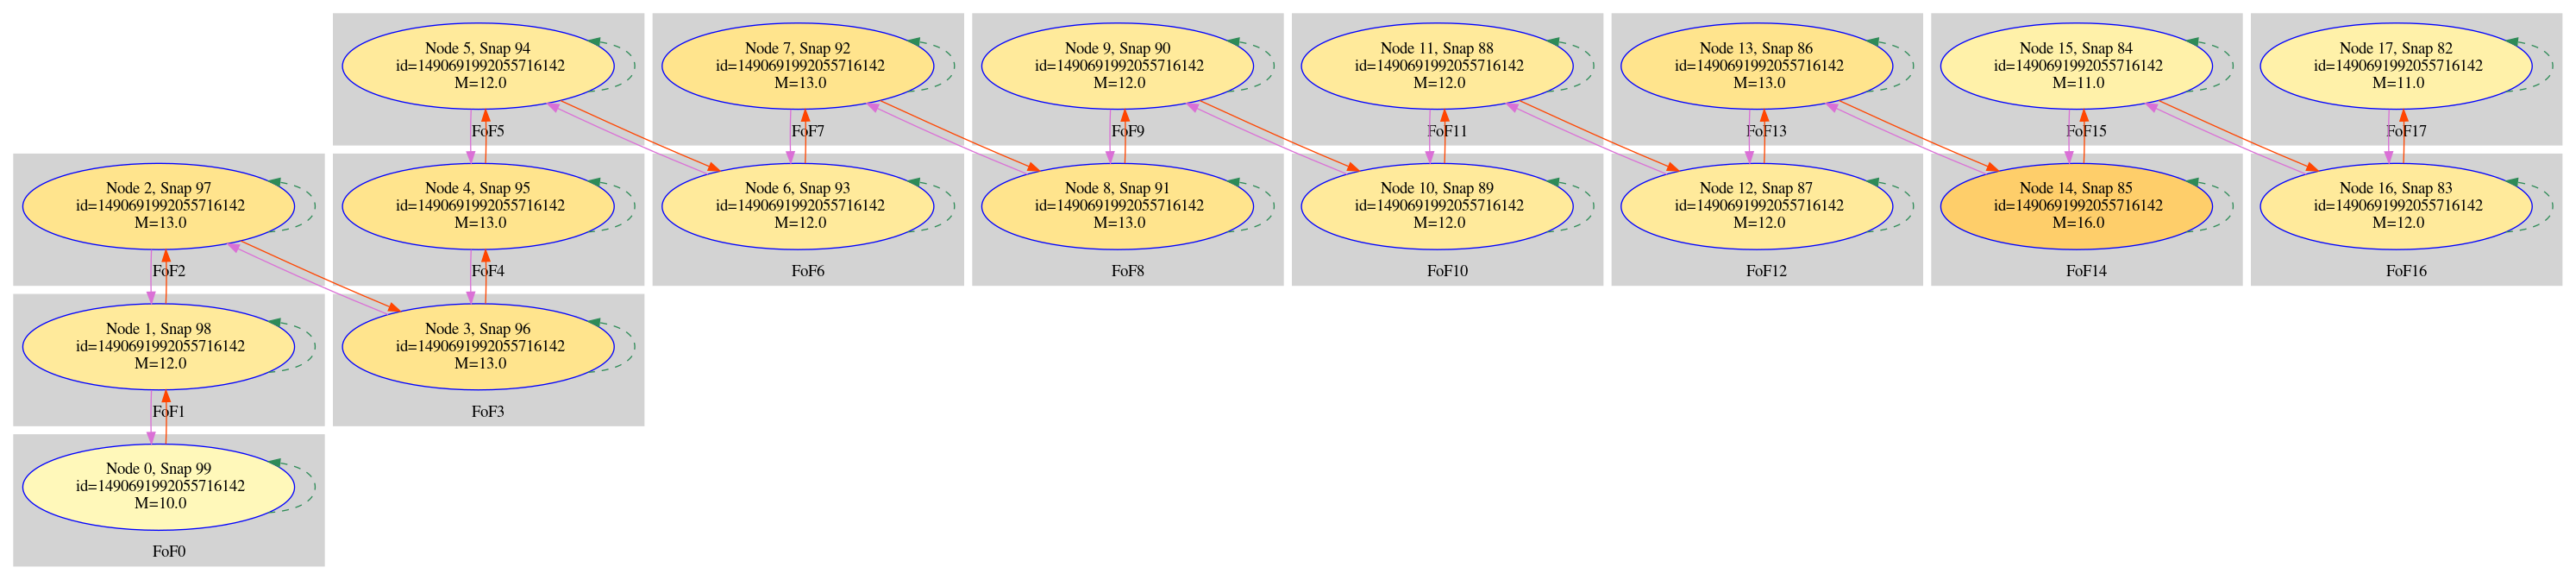 Node 5, Snap 94
id=1490691992055716142
M=12.0
FoF5
Node 7, Snap 92
id=1490691992055716142
M=13.0
FoF7
Node 9, Snap 90
id=1490691992055716142
M=12.0
FoF9
Node 11, Snap 88
id=1490691992055716142
M=12.0
FoF11
Node 13, Snap 86
id=1490691992055716142
M=13.0
FoF13
Node 15, Snap 84
id=1490691992055716142
M=11.0
FoF15
Node 17, Snap 82
id=1490691992055716142
M=11.0
FoF17
Node 2, Snap 97
id=1490691992055716142
M=13.0
FoF2
Node 4, Snap 95
id=1490691992055716142
M=13.0
FoF4
Node 6, Snap 93
id=1490691992055716142
M=12.0
FoF6
Node 8, Snap 91
id=1490691992055716142
M=13.0
FoF8
Node 10, Snap 89
id=1490691992055716142
M=12.0
FoF10
Node 12, Snap 87
id=1490691992055716142
M=12.0
FoF12
Node 14, Snap 85
id=1490691992055716142
M=16.0
FoF14
Node 16, Snap 83
id=1490691992055716142
M=12.0
FoF16
Node 1, Snap 98
id=1490691992055716142
M=12.0
FoF1
Node 3, Snap 96
id=1490691992055716142
M=13.0
FoF3
Node 0, Snap 99
id=1490691992055716142
M=10.0
FoF0